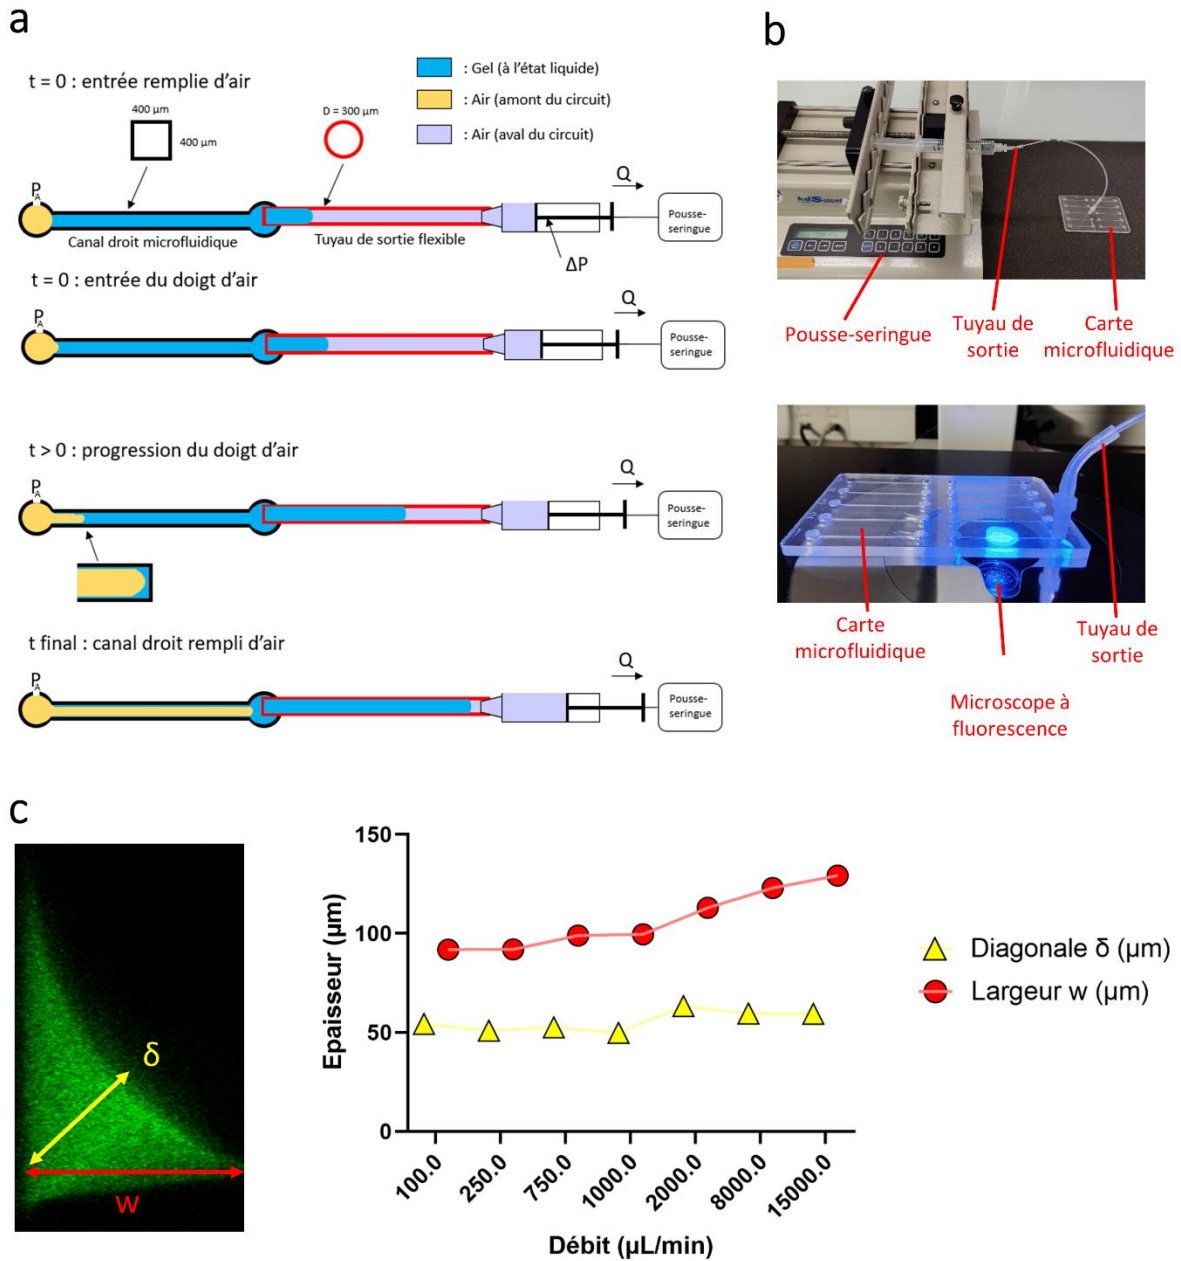 a
t = 0 : entrée remplie d'air
: Gel (à l'état liquide)
: Air (amont du circuit)
: Air (aval du circuit)
400 µm
400 µm
D = 300 µm
P
A
Canal droit microfluidique
Tuyau de sortie flexible
ΔP
Q
Pousse-
seringue
t = 0 : entrée du doigt d'air
P
A
Q
Pousse-
seringue
t > 0 : progression du doigt d'air
P
A
Q
Pousse-
seringue
t final : canal droit rempli d'air
P
A
Q
Pousse-
seringue
b
Pousse-seringue
Tuyau de
sortie
Carte
microfluidique
Carte
microfluidique
Tuyau de
sortie
Microscope à
fluorescence
c
δ
w
Epaisseur (µm)
150
100
50
0
100.0
250.0
750.0
1000.0
2000.0
8000.0
15000.0
Débit (µL/min)
Diagonale δ (µm)
Largeur w (µm)